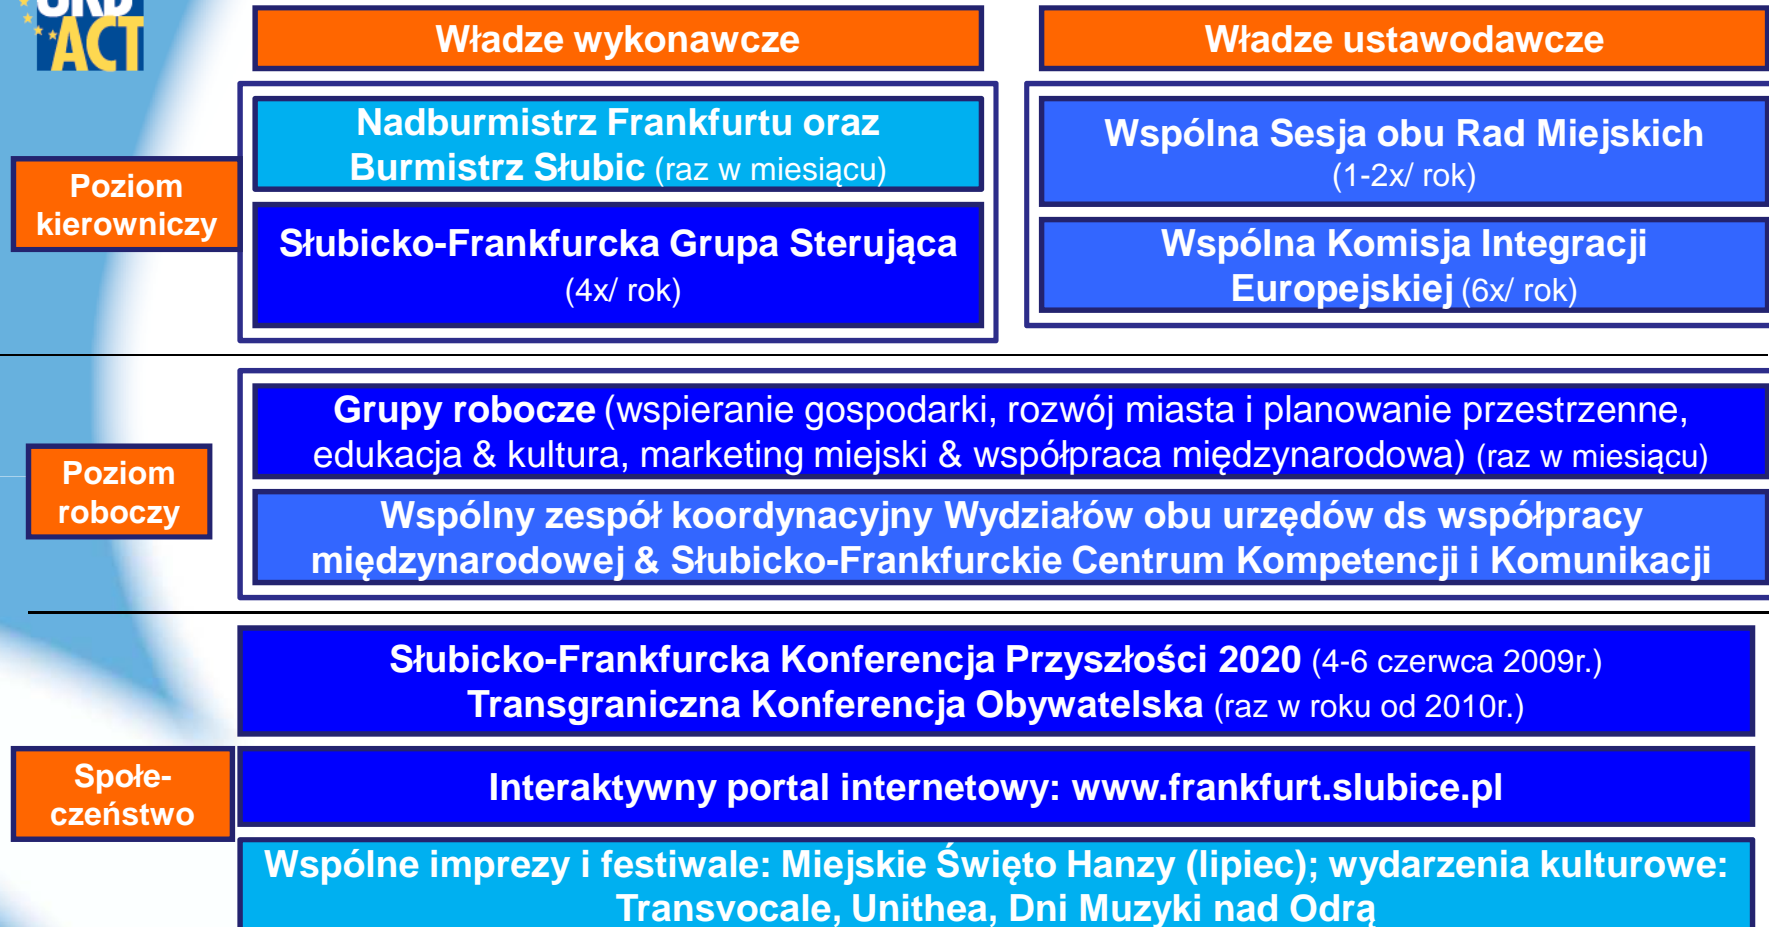 URB
ACT
Władze wykonawcze
Władze ustawodawcze
Poziom
kierowniczy
Nadburmistrz Frankfurtu oraz
Burmistrz Słubic (raz w miesiącu)
Słubicko-Frankfurcka Grupa Sterująca
(4x/ rok)
Wspólna Sesja obu Rad Miejskich
(1-2x/ rok)
Wspólna Komisja Integracji
Europejskiej (6x/ rok)
Poziom
roboczy
Grupy robocze (wspieranie gospodarki, rozwój miasta i planowanie przestrzenne,
edukacja & kultura, marketing miejski & współpraca międzynarodowa) (raz w miesiącu)
Wspólny zespół koordynacyjny Wydziałów obu urzędów ds współpracy
międzynarodowej & Słubicko-Frankfurckie Centrum Kompetencji i Komunikacji
Społe-
czeństwo
Słubicko-Frankfurcka Konferencja Przyszłości 2020 (4-6 czerwca 2009r.)
Transgraniczna Konferencja Obywatelska (raz w roku od 2010r.)
Interaktywny portal internetowy: www.frankfurt.slubice.pl
Wspólne imprezy i festiwale: Miejskie Święto Hanzy (lipiec); wydarzenia kulturowe:
Transvocale, Unithea, Dni Muzyki nad Odrą